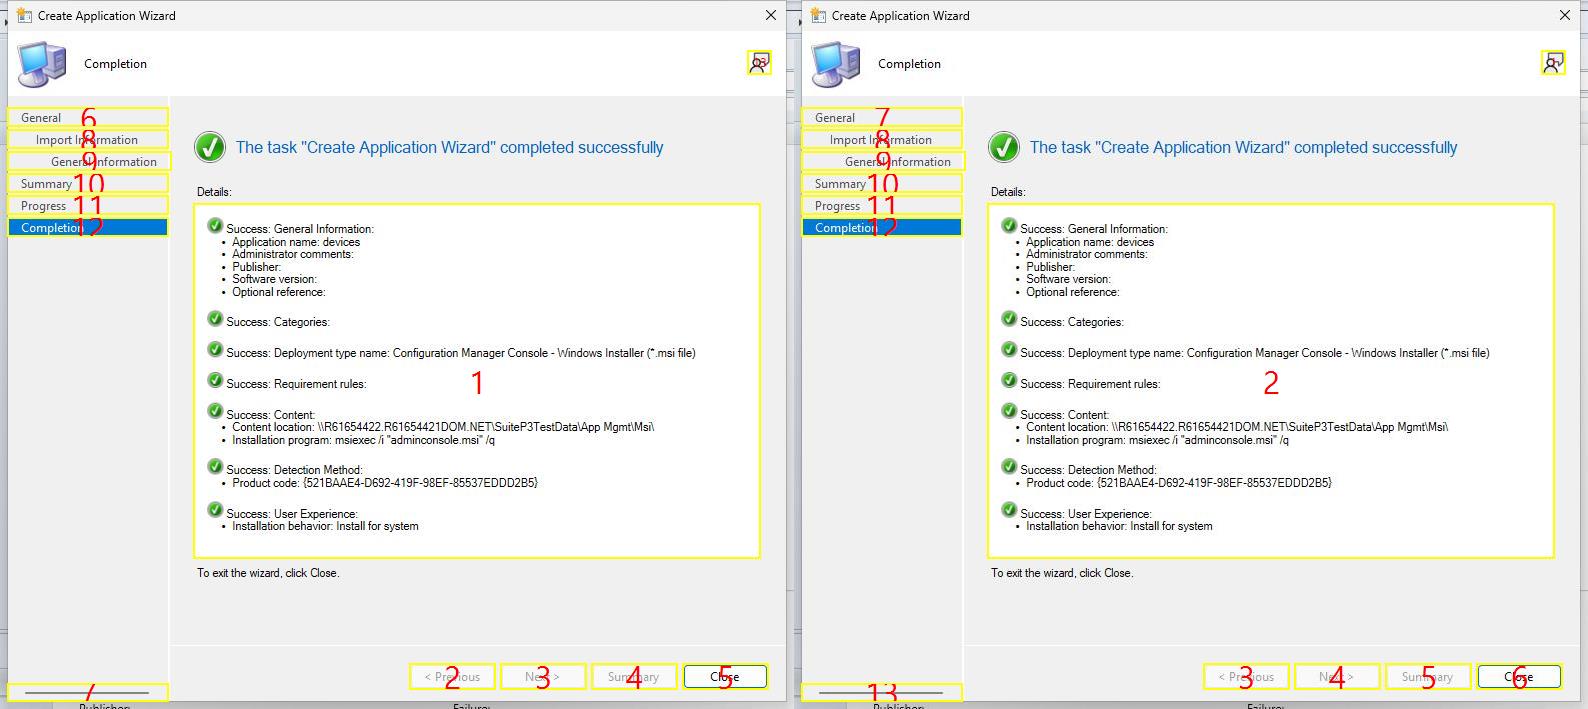 Create Application Wizard
Completion
13
General 6
Import Information 8
General Information 9
Summary 10
Progress 11
Completion 12
The task "Create Application Wizard" completed successfully
Details:
Success: General Information:
• Application name: devices
• Administrator comments:
• Publisher:
• Software version:
• Optional reference:
Success: Categories:
Success: Deployment type name: Configuration Manager Console - Windows Installer (*.msi file)
Success: Requirement rules:
1
Success: Content:
• Content location: \\R61654422.R61654421DOM.NET\SuiteP3TestData\App Mgmt\Msi\
• Installation program: msiexec /i "adminconsole.msi" /q
Success: Detection Method:
• Product code: {521BAAE4-D692-419F-98EF-85537EDDD2B5}
Success: User Experience:
• Installation behavior: Install for system
To exit the wizard, click Close.
< Previous 2
Next > 3
Summary 4
Close 5
7
Publisher:
Failure:
Create Application Wizard
Completion
General 7
Import Information 8
General Information 9
Summary 10
Progress 11
Completion 12
The task "Create Application Wizard" completed successfully
Details:
Success: General Information:
• Application name: devices
• Administrator comments:
• Publisher:
• Software version:
• Optional reference:
Success: Categories:
Success: Deployment type name: Configuration Manager Console - Windows Installer (*.msi file)
Success: Requirement rules:
2
Success: Content:
• Content location: \\R61654422.R61654421DOM.NET\SuiteP3TestData\App Mgmt\Msi\
• Installation program: msiexec /i "adminconsole.msi" /q
Success: Detection Method:
• Product code: {521BAAE4-D692-419F-98EF-85537EDDD2B5}
Success: User Experience:
• Installation behavior: Install for system
To exit the wizard, click Close.
< Previous 3
Next > 4
Summary 5
Close 6
13
Publisher:
Failure: